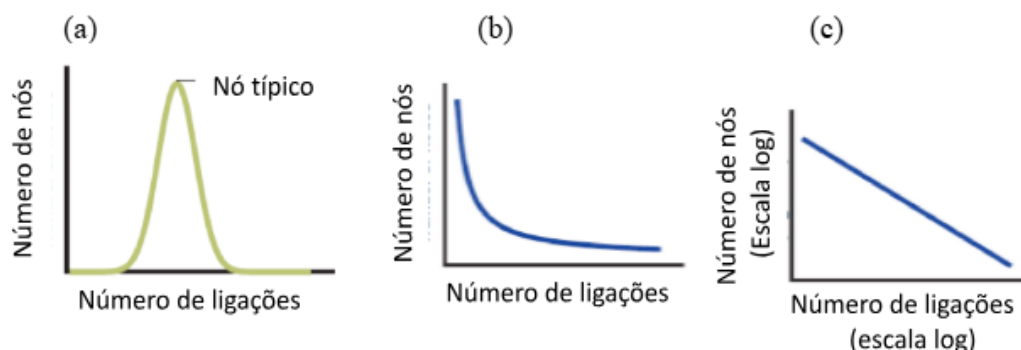 (a)
Número de nós
Nó típico
Número de ligações
(b)
Número de nós
Número de ligações
(c)
Número de nós
(Escala log)
Número de ligações
(escala log)